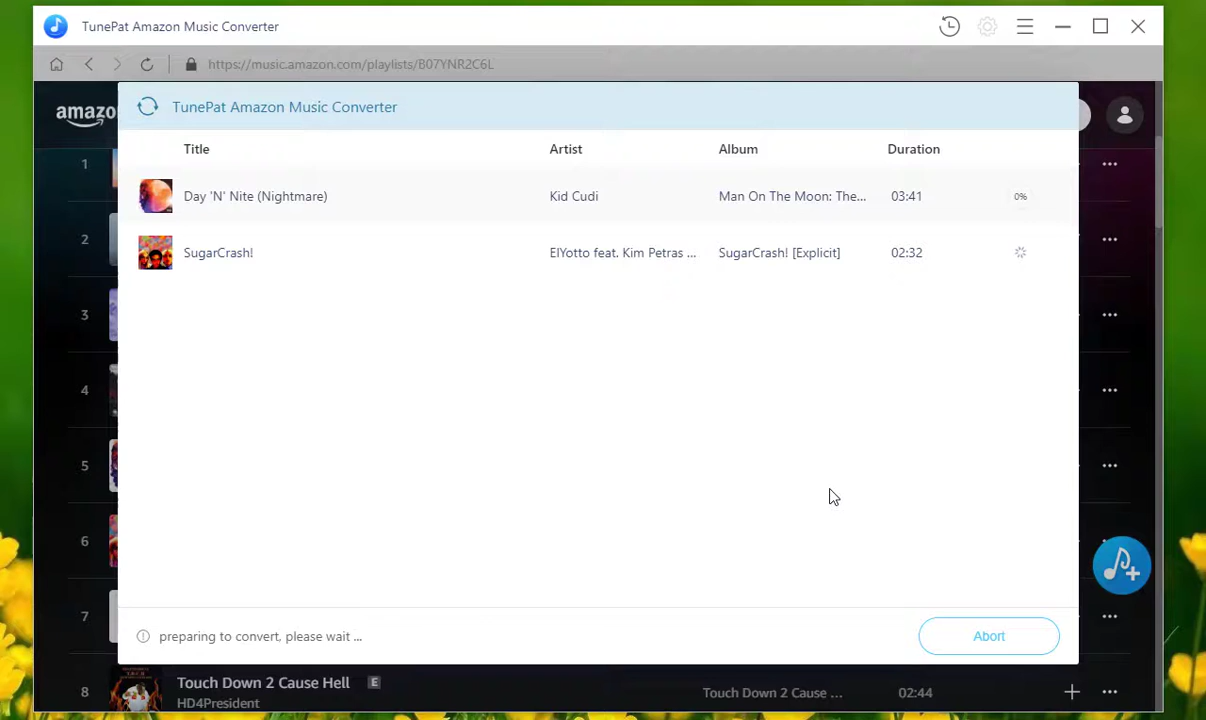 TunePat Amazon Music Converter
https://music.amazon.com/playlists/B07YNR2C6L
amazo
TunePat Amazon Music Converter
Title Artist Album Duration
1
Day 'N' Nite (Nightmare) Kid Cudi Man On The Moon: The... 03:41 0%
2
SugarCrash! ElYotto feat. Kim Petras ... SugarCrash! [Explicit] 02:32
3
4
5
6
7
preparing to convert, please wait ... Abort
8 Touch Down 2 Cause Hell E Touch Down 2 Cause ... 02:44
HD4President